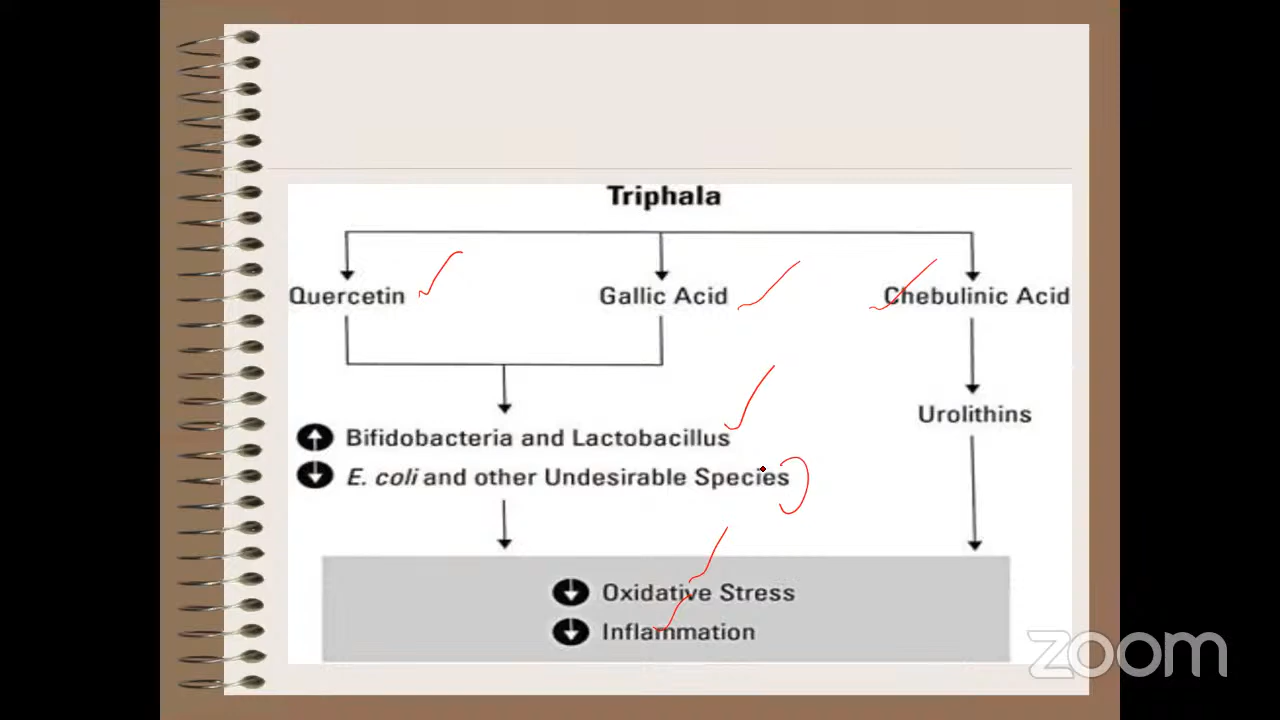 Triphala
Quercetin
Gallic Acid
Chebulinic Acid
Urolithins
Bifidobacteria and Lactobacillus
E. coli and other Undesirable Species
Oxidative Stress
Inflammation
zoom